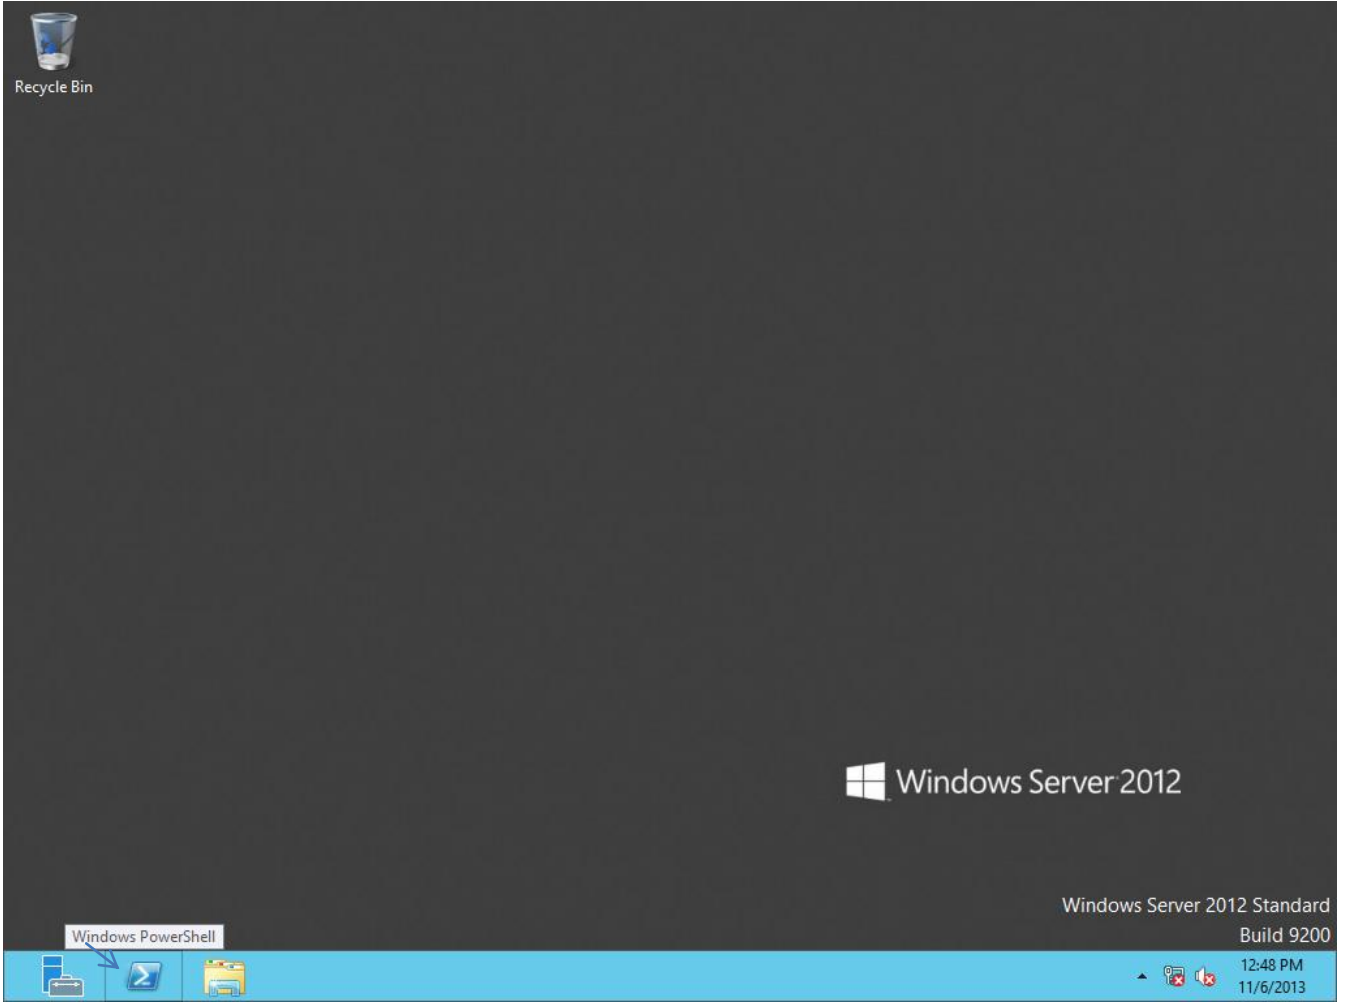 Recycle Bin
Windows Server 2012
Windows Server 2012 Standard
Build 9200
Windows PowerShell
12:48 PM
11/6/2013